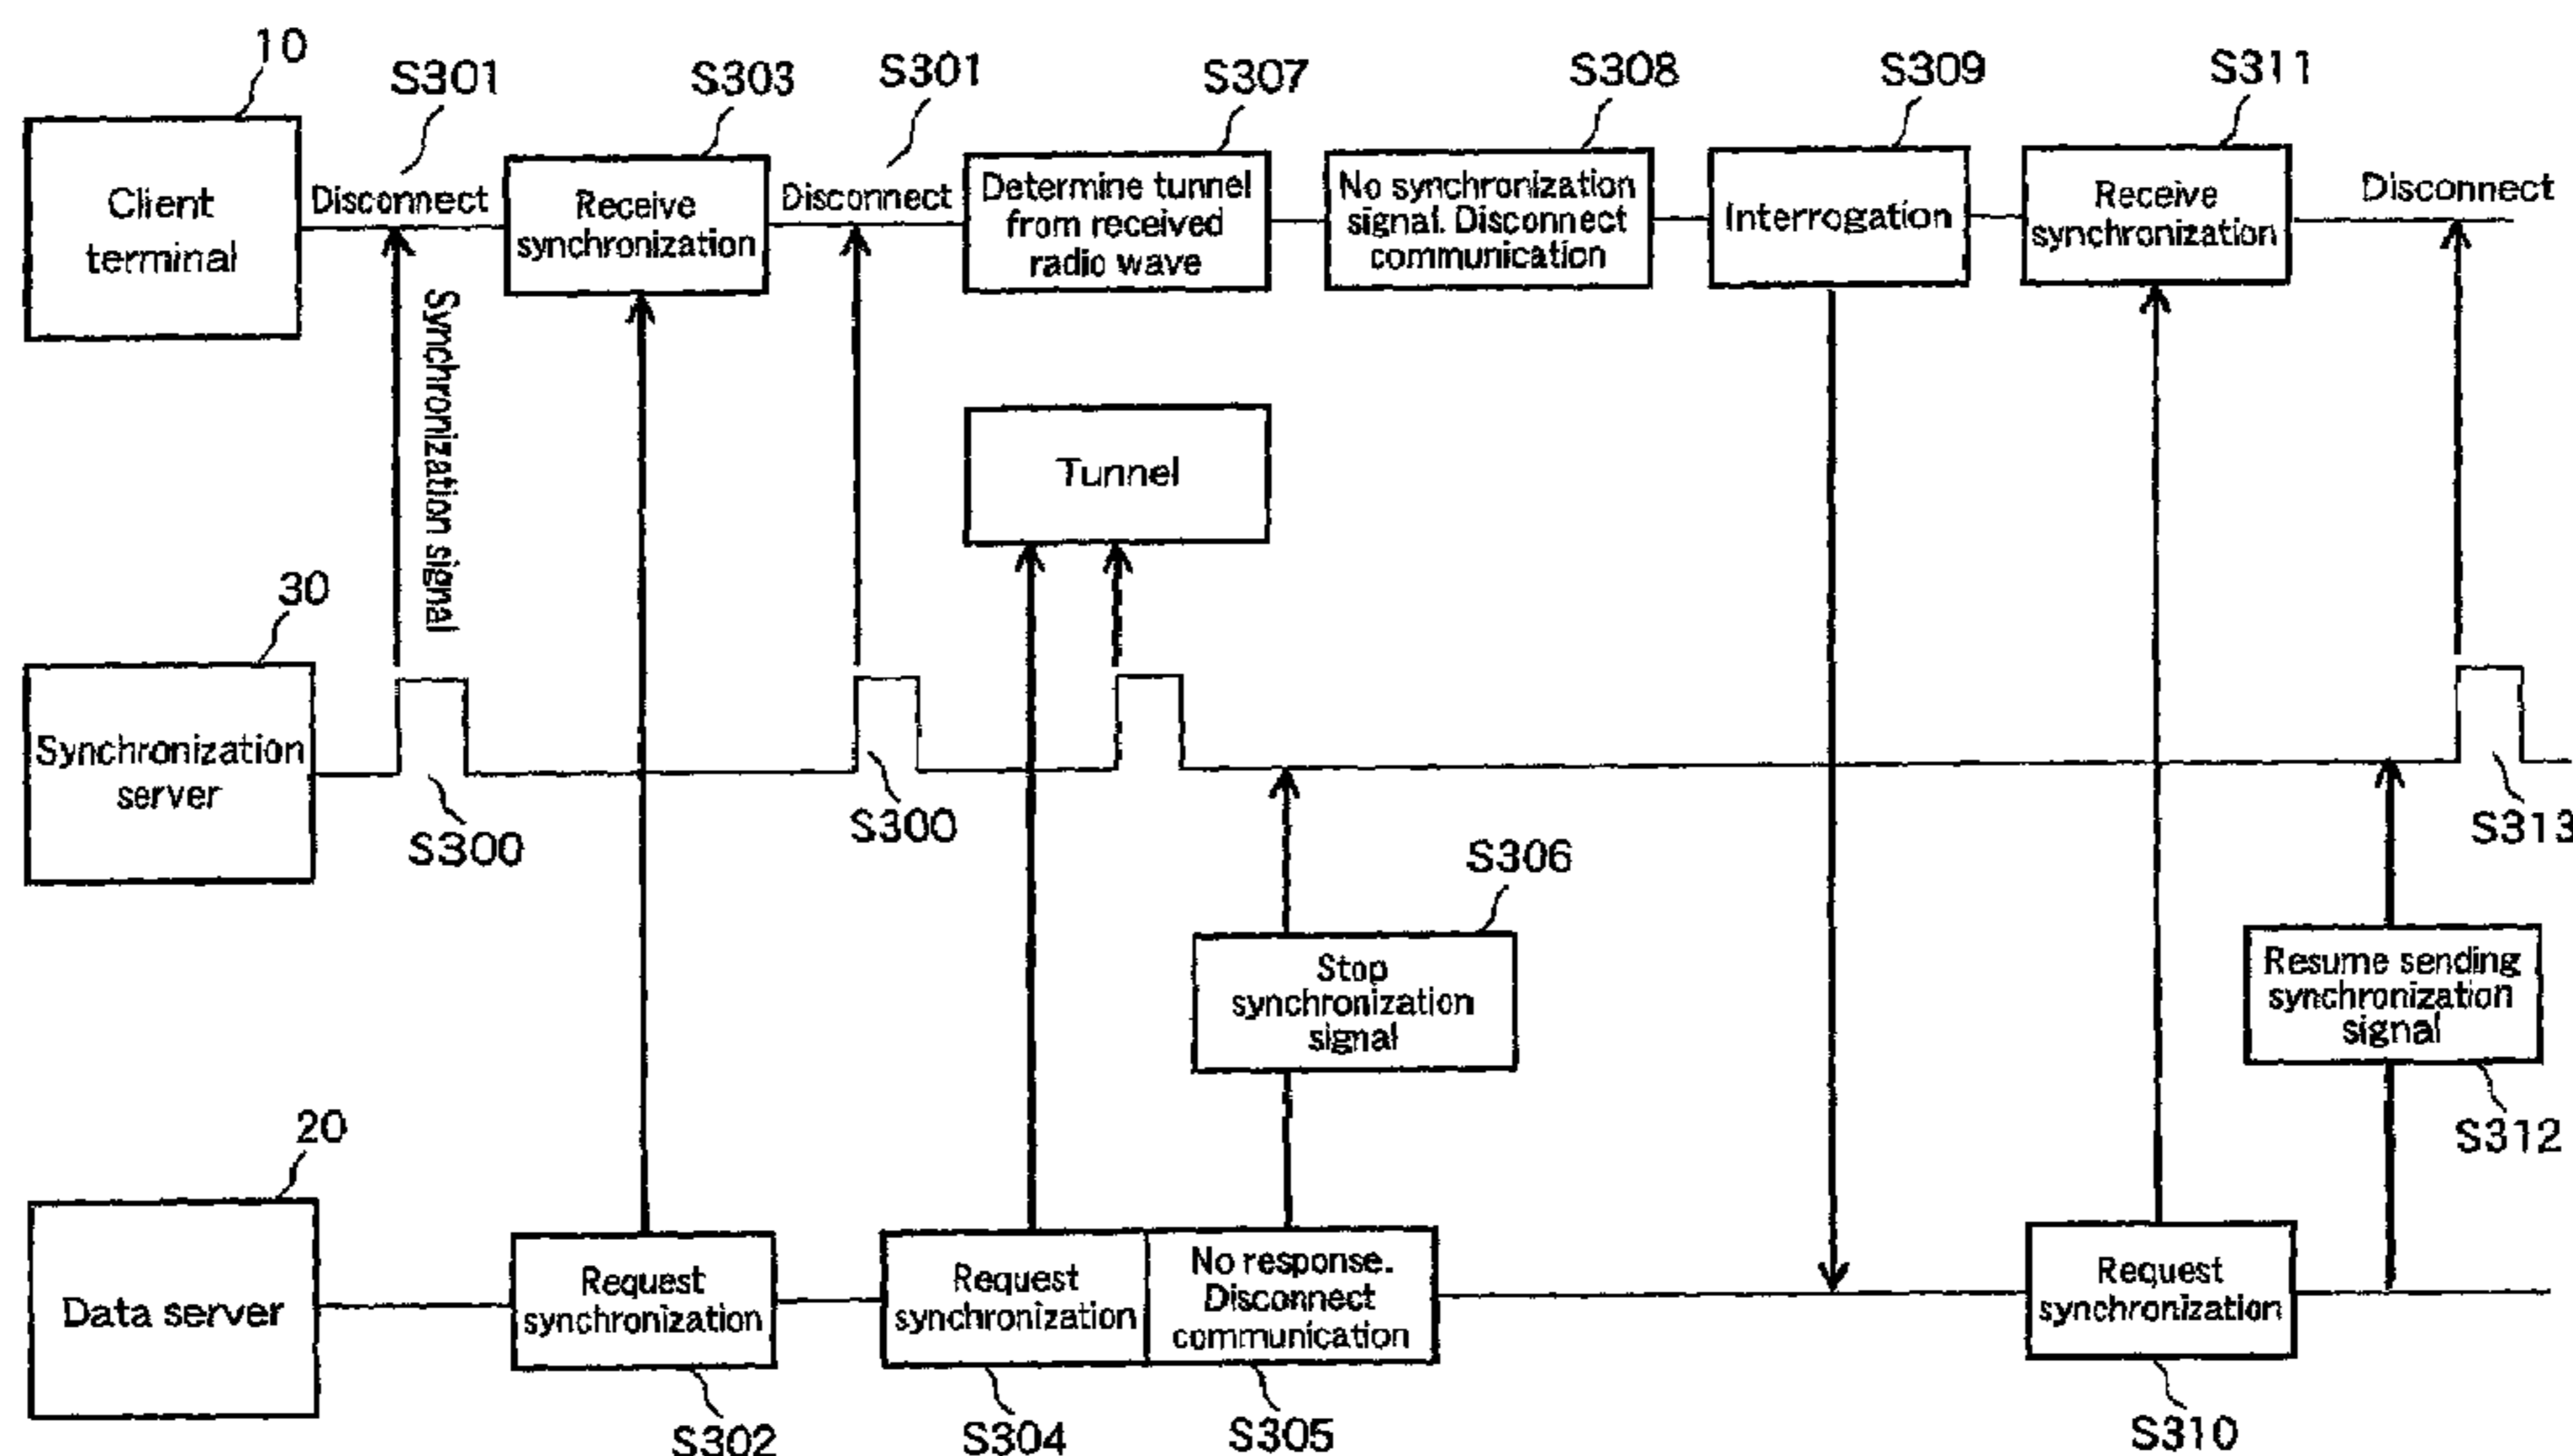 10
S301
S303
S301
S307
S308
S309
S311
Client
terminal
Disconnect
Receive
synchronization
Disconnect
Determine tunnel
from received
radio wave
No synchronization
signal. Disconnect
communication
Interrogation
Receive
synchronization
Disconnect
Synchronization signal
Tunnel
30
Synchronization
server
S300
S300
S313
S306
Stop
synchronization
signal
Resume sending
synchronization
signal
S312
20
Data server
Request
synchronization
Request
synchronization
No response.
Disconnect
communication
Request
synchronization
S302
S304
S305
S310